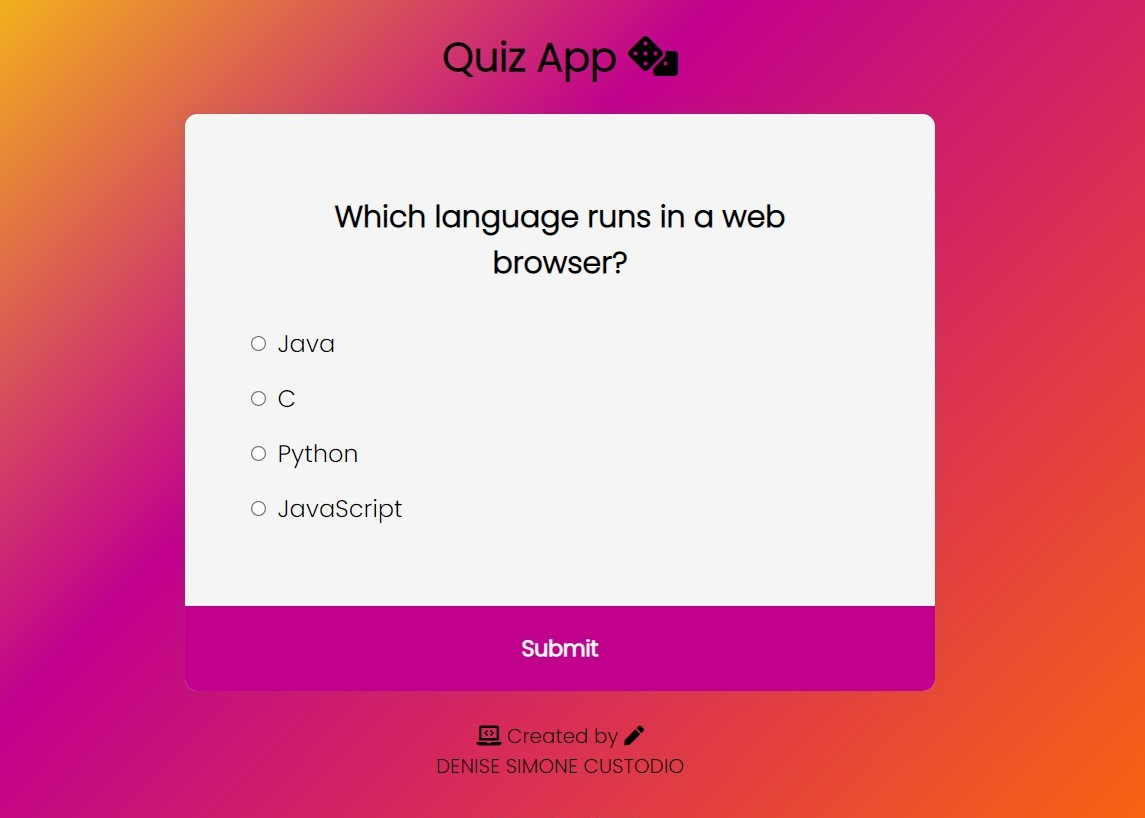 Quiz App
Which language runs in a web
browser?
Java
C
Python
JavaScript
Submit
Created by
DENISE SIMONE CUSTODIO